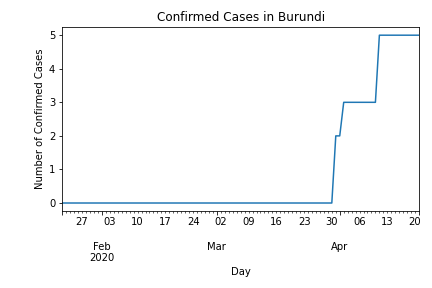 Confirmed Cases in Burundi
Number of Confirmed Cases
5
4
3
2
1
0
27 03 10 17 24 02 09 16 23 30 06 13 20
Feb Mar Apr
2020
Day